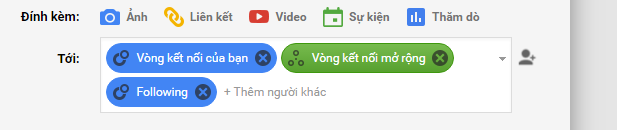 Đính kèm: Ảnh Liên kết Video Sự kiện Thăm dò
Tới: Vòng kết nối của bạn Vòng kết nối mở rộng
Following + Thêm người khác